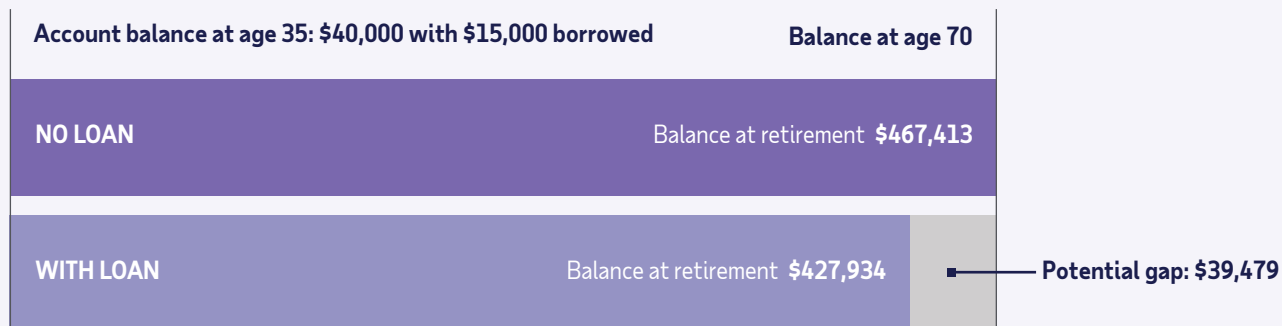 Account balance at age 35: $40,000 with $15,000 borrowed
Balance at age 70
NO LOAN
Balance at retirement $467,413
WITH LOAN
Balance at retirement $427,934
Potential gap: $39,479